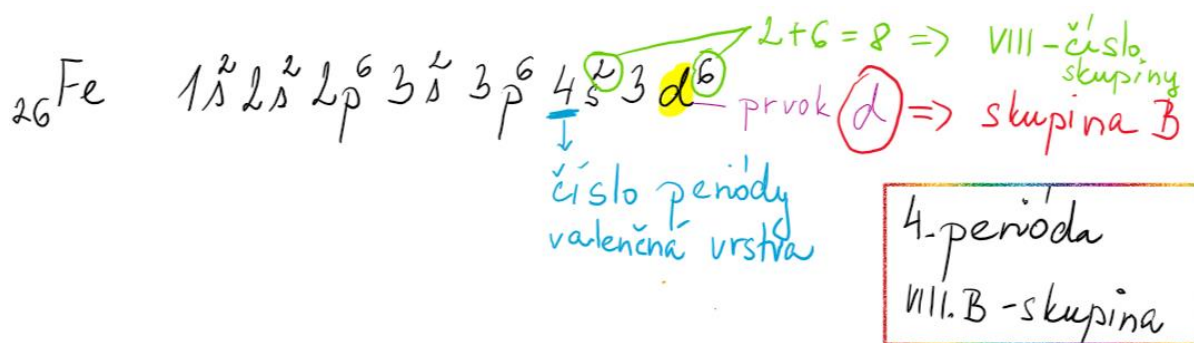 2+6=8 => VIII-číslo
skupiny
₂₆Fe 1s² 2s² 2p⁶ 3s² 3p⁶ 4s² 3d⁶
prvok d => skupina B
číslo periódy
valenčná vrstva
4. perióda
VIII.B-skupina